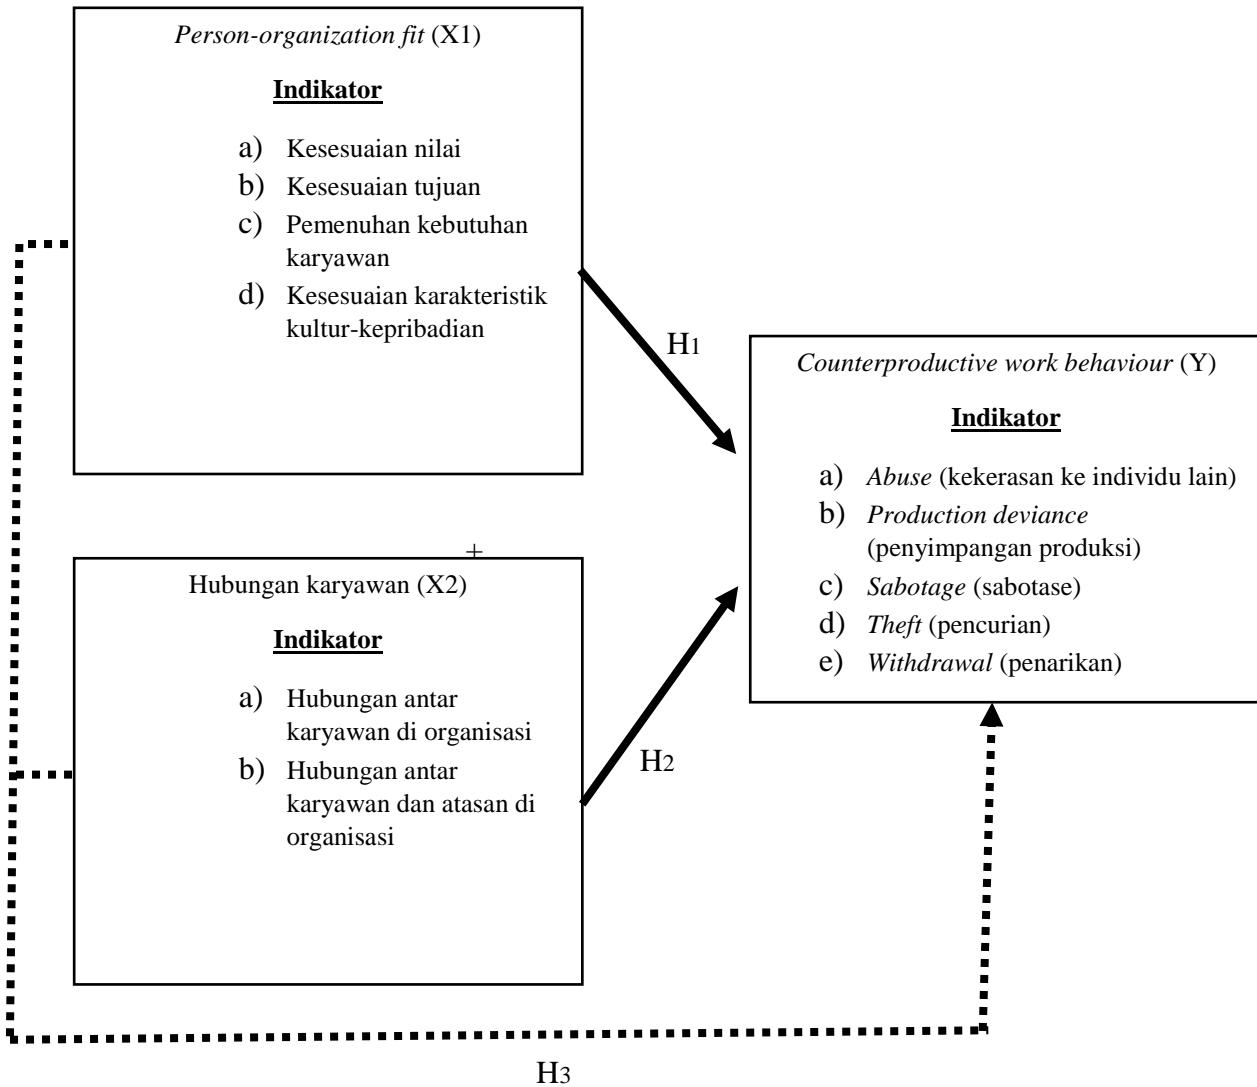 Person-organization fit (X1)
Indikator
a) Kesesuaian nilai
b) Kesesuaian tujuan
c) Pemenuhan kebutuhan
karyawan
d) Kesesuaian karakteristik
kultur-kepribadian
H1
Counterproductive work behaviour (Y)
Indikator
a) Abuse (kekerasan ke individu lain)
b) Production deviance
(penyimpangan produksi)
c) Sabotage (sabotase)
d) Theft (pencurian)
e) Withdrawal (penarikan)
+
Hubungan karyawan (X2)
Indikator
a) Hubungan antar
karyawan di organisasi
b) Hubungan antar
karyawan dan atasan di
organisasi
H2
H3